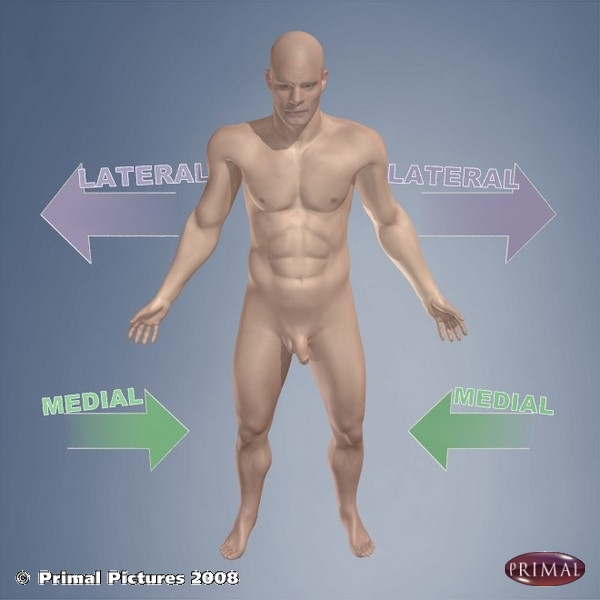 LATERAL
LATERAL
MEDIAL
MEDIAL
© Primal Pictures 2008
PRIMAL